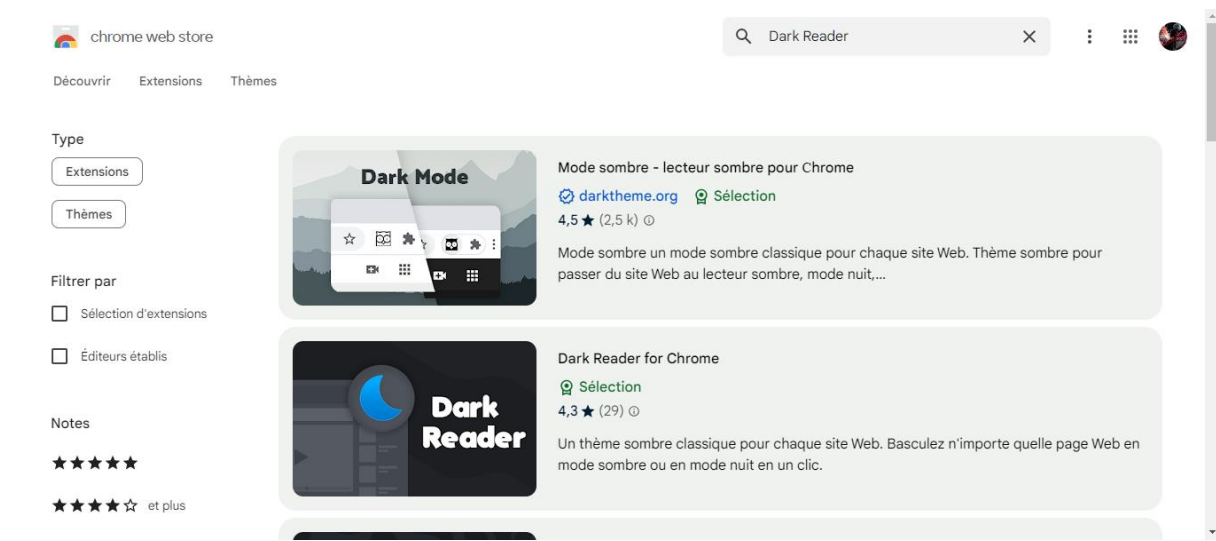 chrome web store
Dark Reader
Découvrir Extensions Thèmes
Type
Extensions
Thèmes
Filtrer par
Sélection d'extensions
Éditeurs établis
Notes
et plus
Dark Mode
Mode sombre - lecteur sombre pour Chrome
darktheme.org Sélection
4,5 ★ (2,5 k)
Mode sombre un mode sombre classique pour chaque site Web. Thème sombre pour
passer du site Web au lecteur sombre, mode nuit,...
Dark
Reader
Dark Reader for Chrome
Sélection
4,3 ★ (29)
Un thème sombre classique pour chaque site Web. Basculez n'importe quelle page Web en
mode sombre ou en mode nuit en un clic.